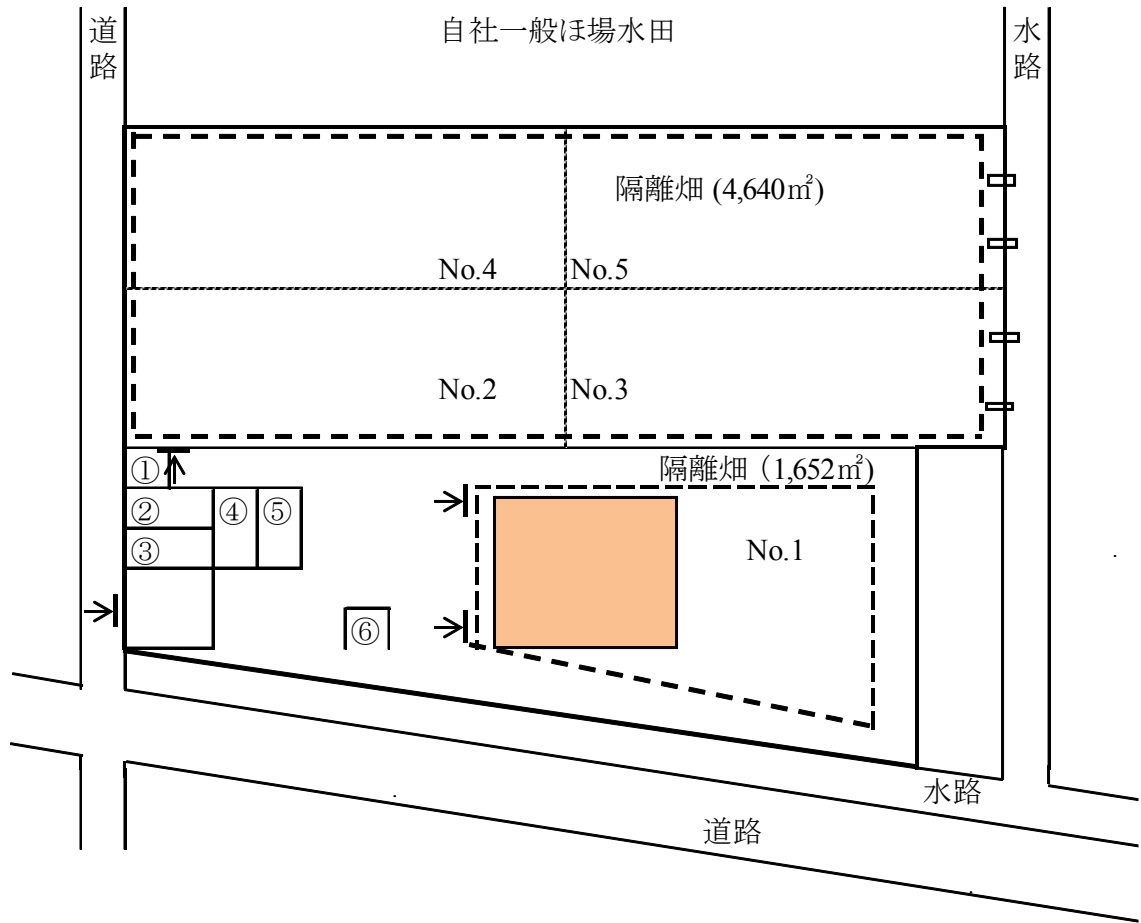 道路
自社一般ほ場水田
水路
隔離畑 (4,640㎡)
No.4
No.5
No.2
No.3
①
隔離畑（1,652㎡)
②
④
⑤
③
No.1
⑥
水路
道路